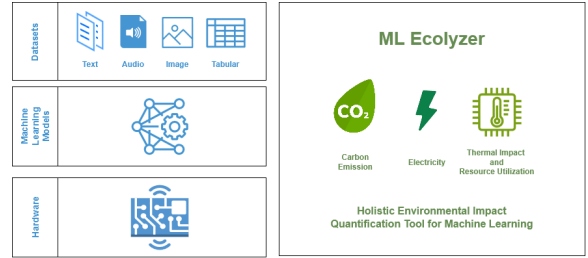 Datasets
Text
Audio
Image
Tabular
Machine
Learning
Models
Hardware
ML Ecolyzer
CO₂
Carbon
Emission
Electricity
Thermal Impact
and
Resource Utilization
Holistic Environmental Impact
Quantification Tool for Machine Learning